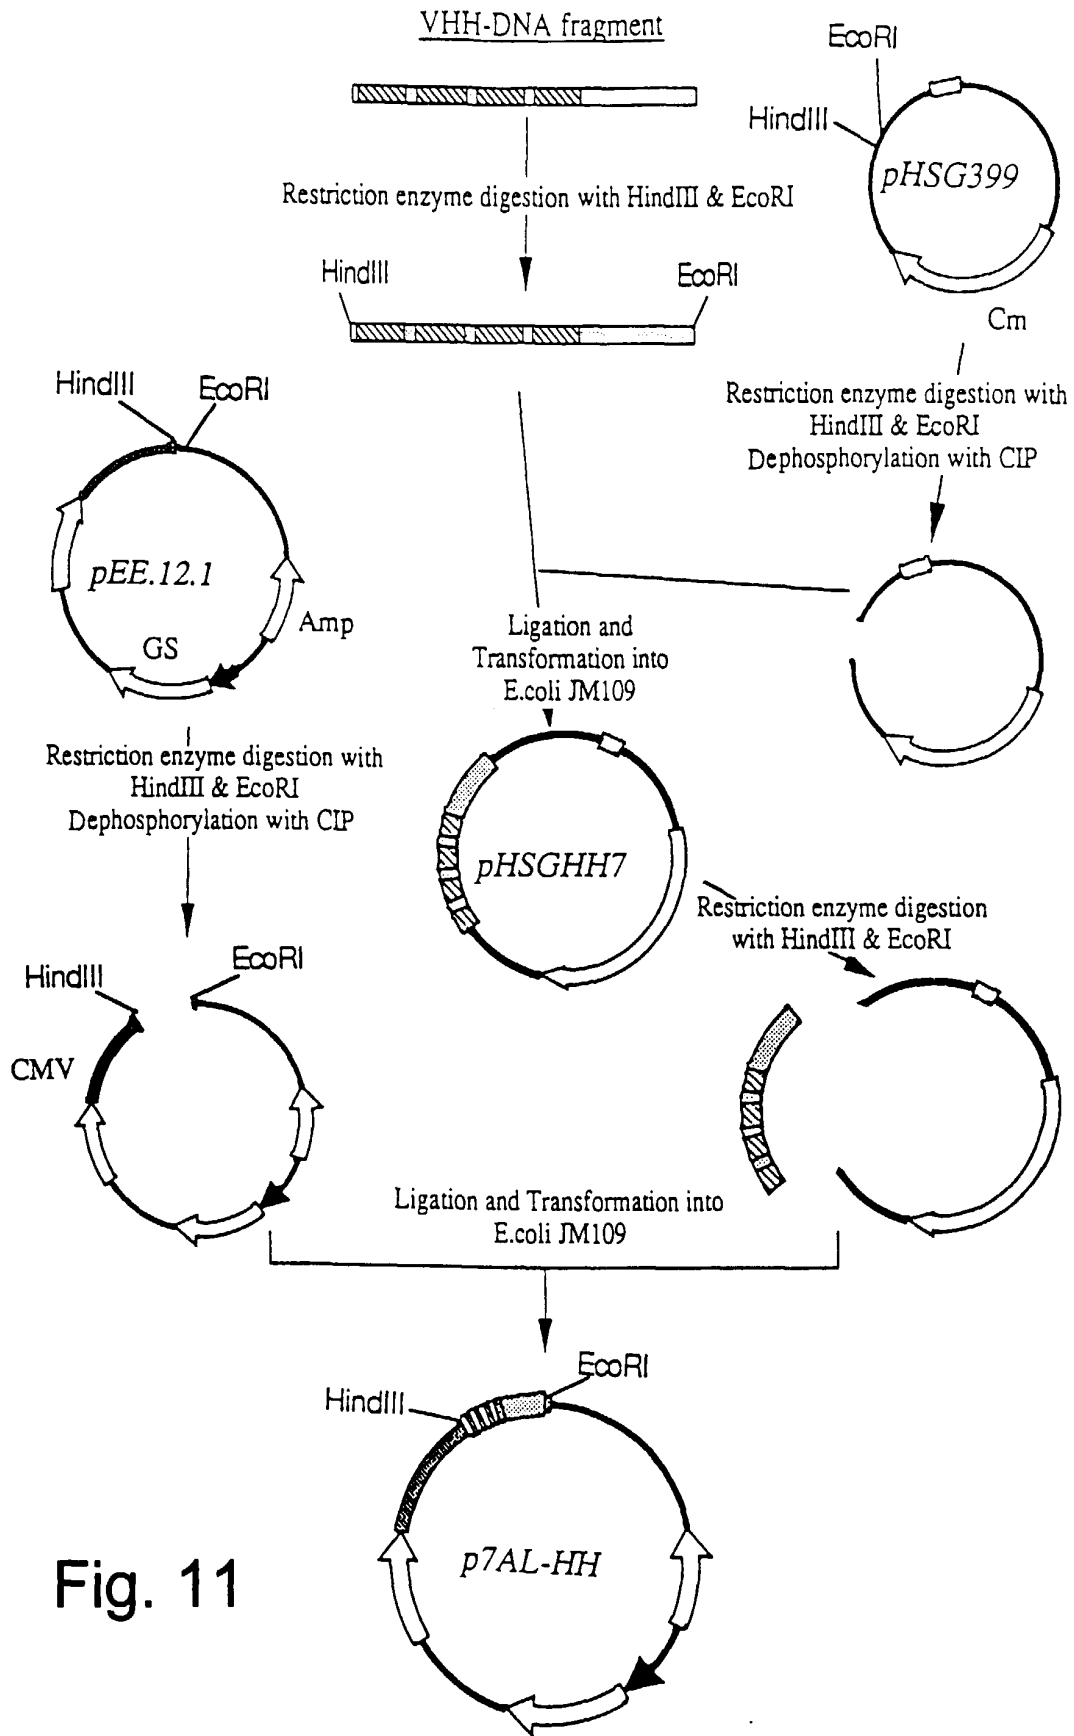 VHH-DNA fragment
EcoRI
HindIII
pHSG399
Restriction enzyme digestion with HindIII & EcoRI
HindIII
EcoRI
Cm
HindIII
EcoRI
Restriction enzyme digestion with
HindIII & EcoRI
Dephosphorylation with CIP
pEE.12.1
Amp
GS
Ligation and
Transformation into
E.coli JM109
Restriction enzyme digestion with
HindIII & EcoRI
Dephosphorylation with CIP
pHSGHH7
Restriction enzyme digestion
with HindIII & EcoRI
HindIII
EcoRI
CMV
Ligation and Transformation into
E.coli JM109
EcoRI
HindIII
p7AL-HH
Fig. 11